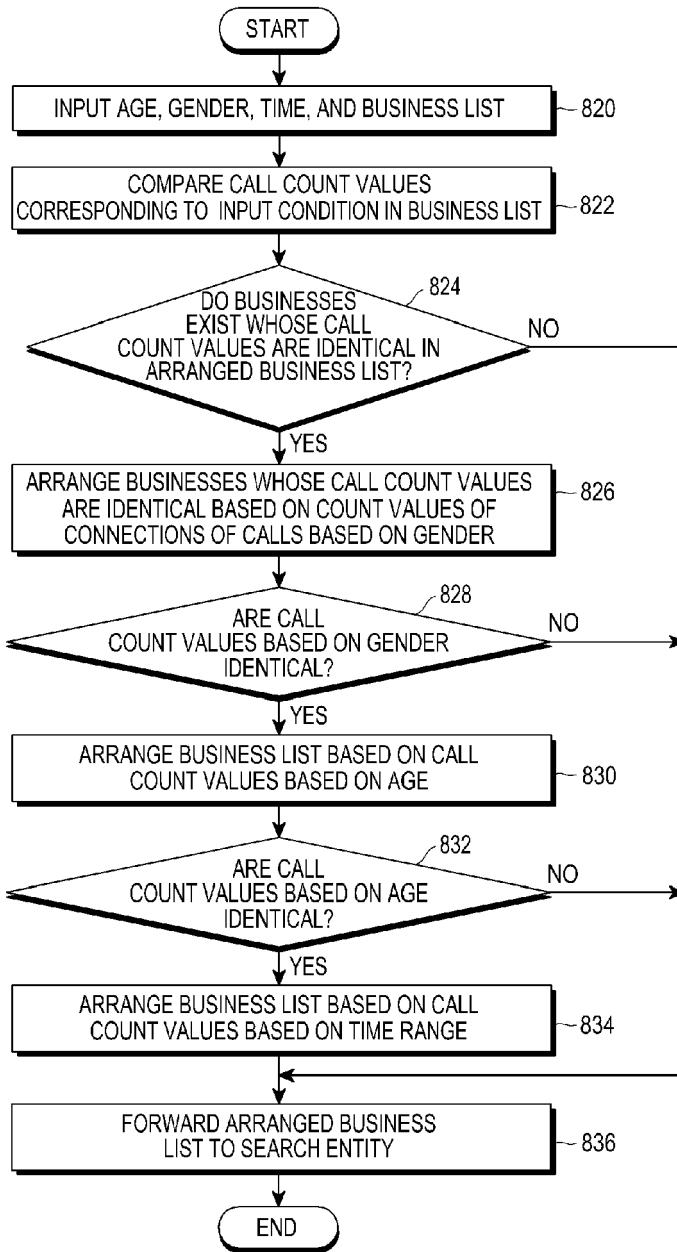 START
INPUT AGE, GENDER, TIME, AND BUSINESS LIST
820
COMPARE CALL COUNT VALUES
CORRESPONDING TO INPUT CONDITION IN BUSINESS LIST
822
824
DO BUSINESSES
EXIST WHOSE CALL
COUNT VALUES ARE IDENTICAL IN
ARRANGED BUSINESS LIST?
NO
YES
ARRANGE BUSINESSES WHOSE CALL COUNT VALUES
ARE IDENTICAL BASED ON COUNT VALUES OF
CONNECTIONS OF CALLS BASED ON GENDER
826
828
ARE CALL
COUNT VALUES BASED ON GENDER
IDENTICAL?
NO
YES
ARRANGE BUSINESS LIST BASED ON CALL
COUNT VALUES BASED ON AGE
830
832
ARE CALL
COUNT VALUES BASED ON AGE
IDENTICAL?
NO
YES
ARRANGE BUSINESS LIST BASED ON CALL
COUNT VALUES BASED ON TIME RANGE
834
FORWARD ARRANGED BUSINESS
LIST TO SEARCH ENTITY
836
END